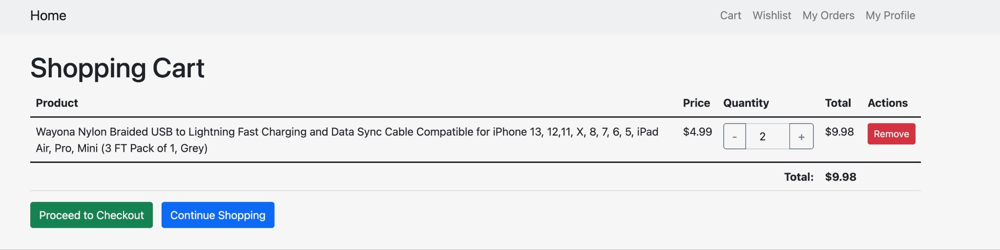 Home Cart Wishlist My Orders My Profile
Shopping Cart
Product Price Quantity Total Actions
Wayona Nylon Braided USB to Lightning Fast Charging and Data Sync Cable Compatible for iPhone 13, 12,11, X, 8, 7, 6, 5, iPad $4.99 - 2 + $9.98 Remove
Air, Pro, Mini (3 FT Pack of 1, Grey)
Total: $9.98
Proceed to Checkout Continue Shopping